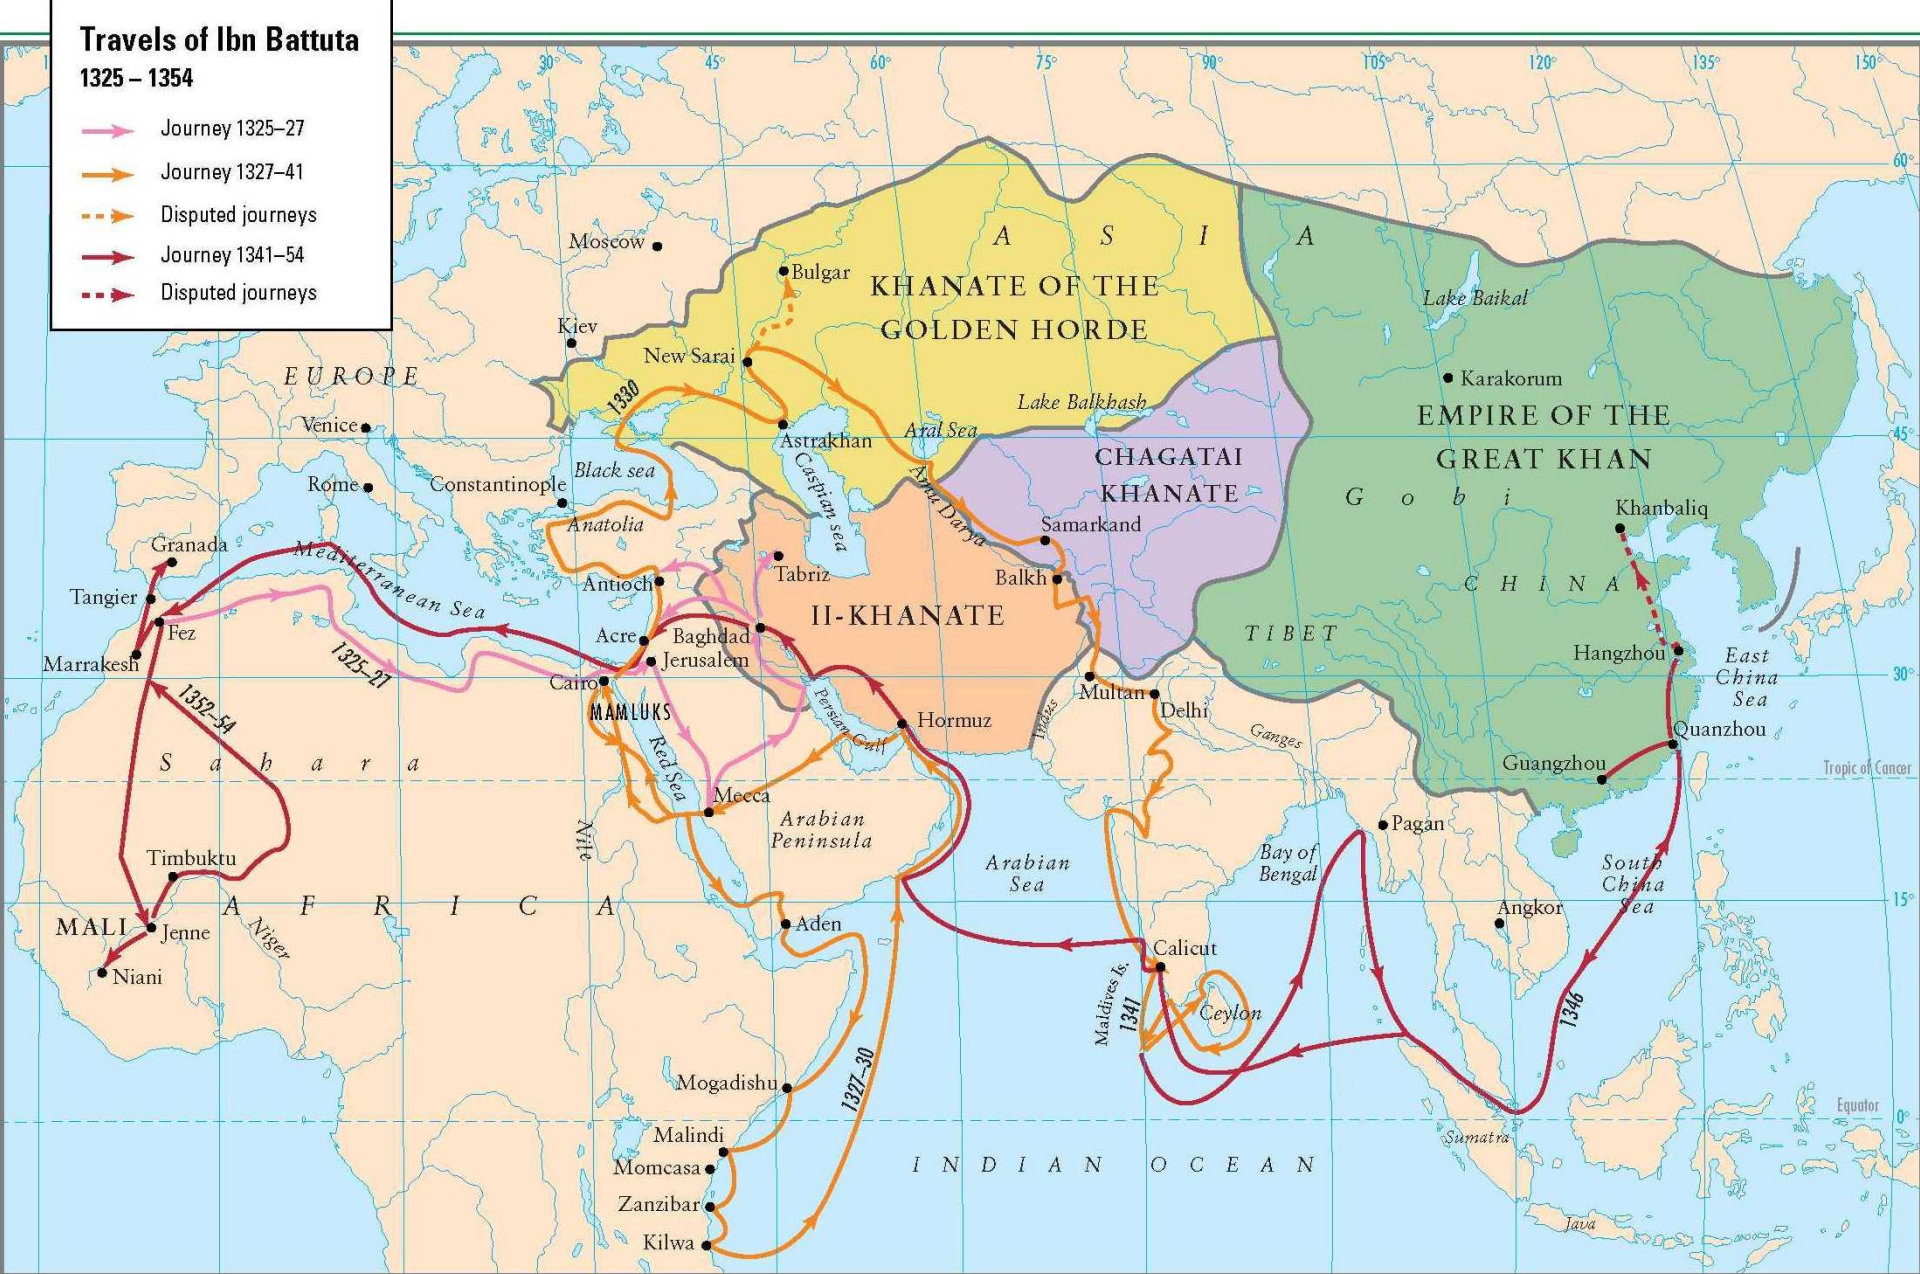 Travels of Ibn Battuta
1325 – 1354
Journey 1325–27
Journey 1327–41
Disputed journeys
Journey 1341–54
Disputed journeys
30°
45°
60°
75°
90°
105°
120°
135°
150°
60°
A S I A
Moscow
Bulgar
KHANATE OF THE
GOLDEN HORDE
Lake Baikal
Kiev
New Sarai
EUROPE
1330
Karakorum
Lake Balkhash
EMPIRE OF THE
GREAT KHAN
Venice
Astrakhan
Aral Sea
45°
CHAGATAI
KHANATE
Black sea
Caspian sea
Rome
Constantinople
Amu Darya
Gobi
Khanbaliq
Anatolia
Samarkand
Granada
Mediterranean Sea
Tabriz
Antioch
Balkh
CHINA
Tangier
II-KHANATE
Fez
Acre
Baghdad
TIBET
Marrakesh
1325–27
Jerusalem
Hangzhou
East
China
Sea
Cairo
30°
Multan
1352–54
MAMLUKS
Persian Gulf
Hormuz
Indus
Delhi
Ganges
Quanzhou
Sahara
Red Sea
Guangzhou
Tropic of Cancer
Mecca
Arabian
Peninsula
Nile
Pagan
Timbuktu
Arabian
Sea
Bay of
Bengal
South
China
Sea
AFRICA
15°
Angkor
MALI
Jenne
Niger
Aden
Calicut
Niani
Maldives Is.
1341
Ceylon
1346
Mogadishu
1327–30
Equator
0°
Malindi
Sumatra
Momcasa
INDIAN OCEAN
Zanzibar
Java
Kilwa